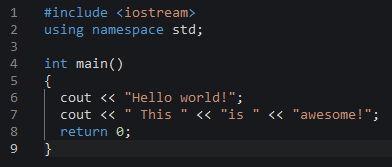 1 #include <iostream>
2 using namespace std;
3
4 int main()
5 {
6   cout << "Hello world!";
7   cout << " This " << "is " << "awesome!";
8   return 0;
9 }